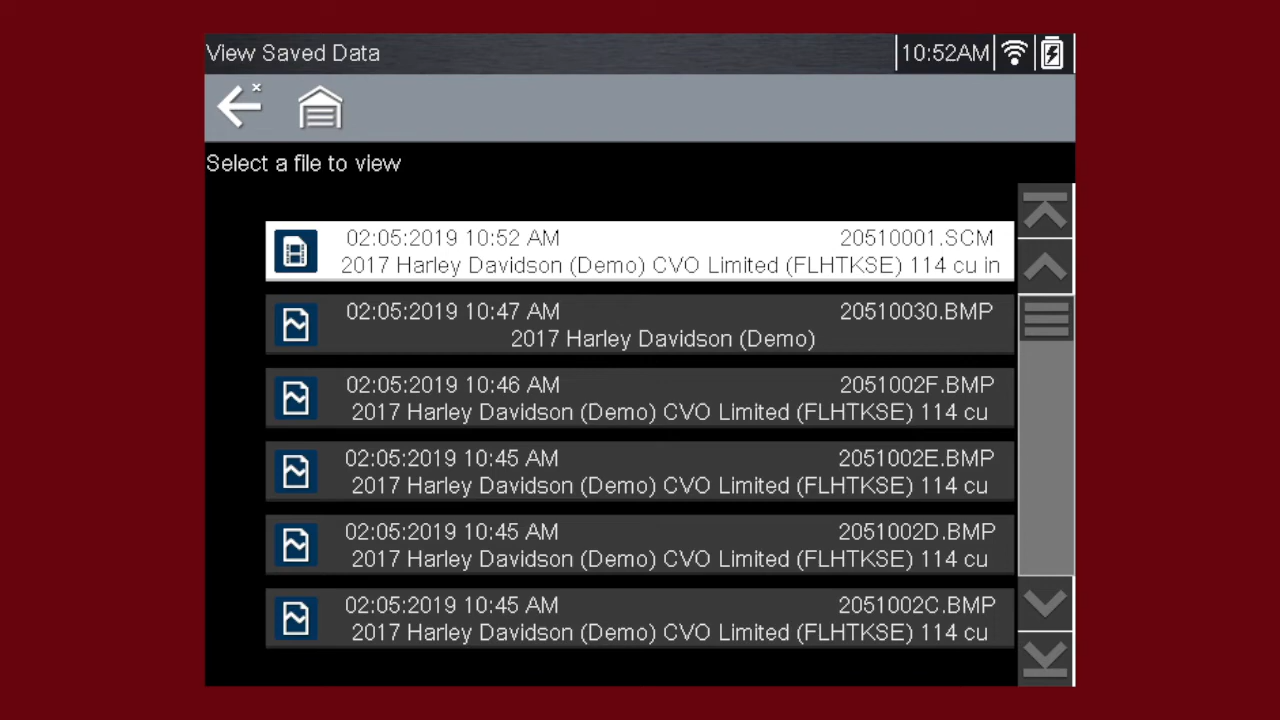 View Saved Data
10:52AM
Select a file to view
02:05:2019 10:52 AM 20510001.SCM
2017 Harley Davidson (Demo) CVO Limited (FLHTKSE) 114 cu in
02:05:2019 10:47 AM 20510030.BMP
2017 Harley Davidson (Demo)
02:05:2019 10:46 AM 2051002F.BMP
2017 Harley Davidson (Demo) CVO Limited (FLHTKSE) 114 cu
02:05:2019 10:45 AM 2051002E.BMP
2017 Harley Davidson (Demo) CVO Limited (FLHTKSE) 114 cu
02:05:2019 10:45 AM 2051002D.BMP
2017 Harley Davidson (Demo) CVO Limited (FLHTKSE) 114 cu
02:05:2019 10:45 AM 2051002C.BMP
2017 Harley Davidson (Demo) CVO Limited (FLHTKSE) 114 cu